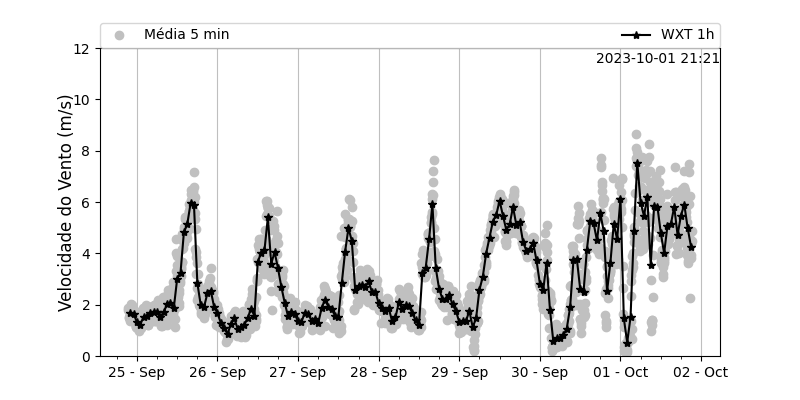 Média 5 min
WXT 1h
2023-10-01 21:21
Velocidade do Vento (m/s)
12
10
8
6
4
2
0
25 - Sep
26 - Sep
27 - Sep
28 - Sep
29 - Sep
30 - Sep
01 - Oct
02 - Oct